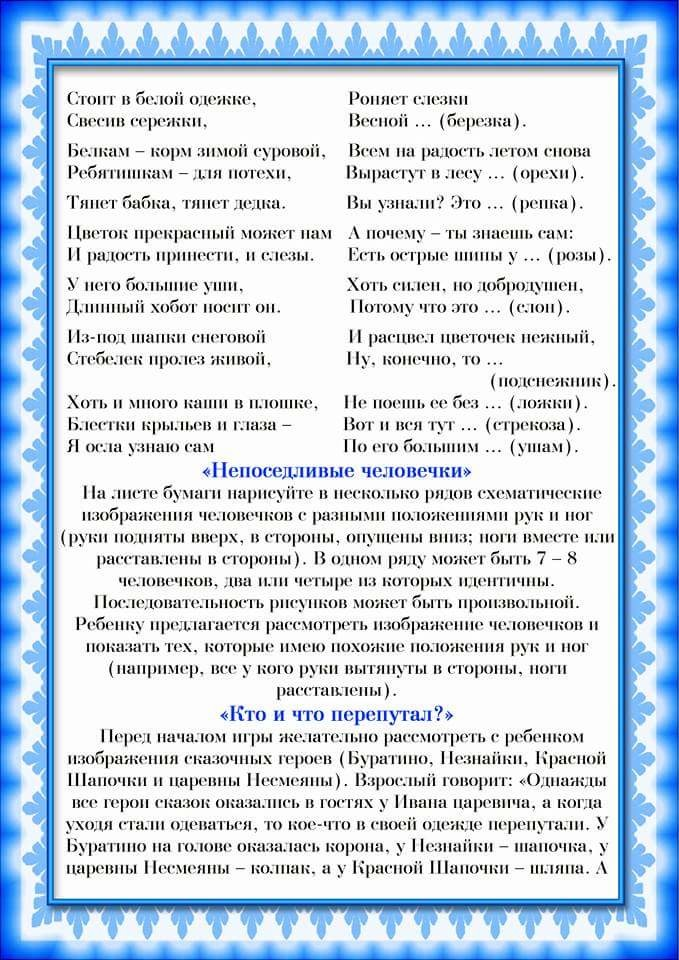 Стоит в белой одежке, Роняет слезки
Свесив сережки, Весной ... (березка).
Белкам – корм зимой суровой, Всем на радость летом снова
Ребятишкам – для потехи, Вырастут в лесу ... (орехи).
Тянет бабка, тянет дедка. Вы узнали? Это ... (репка).
Цветок прекрасный может нам А почему – ты знаешь сам:
И радость принести, и слезы. Есть острые шипы у ... (розы).
У него большие уши, Хоть силен, но добродушен,
Длинный хобот носит он. Потому что это ... (слон).
Из-под шапки снеговой И расцвел цветочек нежный,
Стебелек пролез живой, Ну, конечно, то ...
(подснежник).
Хоть и много каши в плошке, Не поешь ее без ... (ложки).
Блестки крыльев и глаза – Вот и вся тут ... (стрекоза).
Я осла узнаю сам По его большим ... (ушам).
«Непоседливые человечки»
На листе бумаги нарисуйте в несколько рядов схематические
изображения человечков с разными положениями рук и ног
(руки подняты вверх, в стороны, опущены вниз; ноги вместе или
расставлены в стороны). В одном ряду может быть 7 – 8
человечков, два или четыре из которых идентичны.
Последовательность рисунков может быть произвольной.
Ребенку предлагается рассмотреть изображение человечков и
показать тех, которые имею похожие положения рук и ног
(например, все у кого руки вытянуты в стороны, ноги
расставлены).
«Кто и что перепутал?»
Перед началом игры желательно рассмотреть с ребенком
изображения сказочных героев (Буратино, Незнайки, Красной
Шапочки и царевны Несмеяны). Взрослый говорит: «Однажды
все герои сказок оказались в гостях у Ивана царевича, а когда
уходя стали одеваться, то кое-что в своей одежде перепутали. У
Буратино на голове оказалась корона, у Незнайки – шапочка, у
царевны Несмеяны – колпак, а у Красной Шапочки – шляпа. А